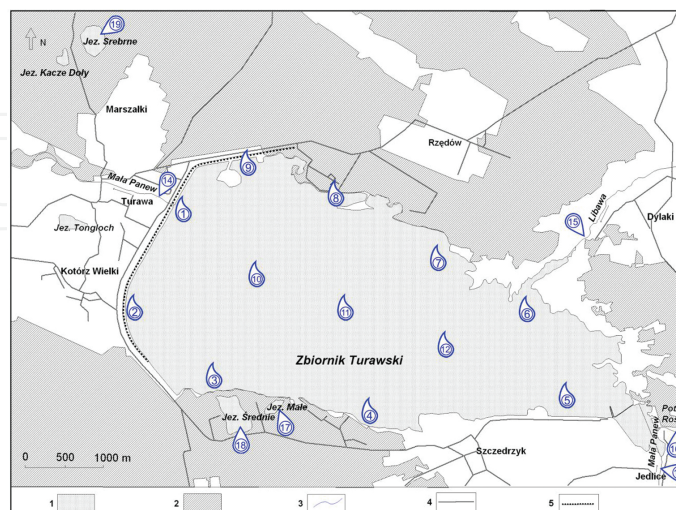 19
Jez. Srebrne
N
Jez. Kacze Doły
Marszałki
Rzędów
9
Mała Panew
14
8
Turawa
1
Libawa
15
Dylaki
Jez. Tongloch
Kotórz Wielki
7
10
2
11
6
12
Zbiornik Turawski
3
5
Jez. Małe
4
Jez. Średnie
17
18
Mała Panew
0 500 1000 m
Szczedrzyk
Jedlice
1 2 3 4 5